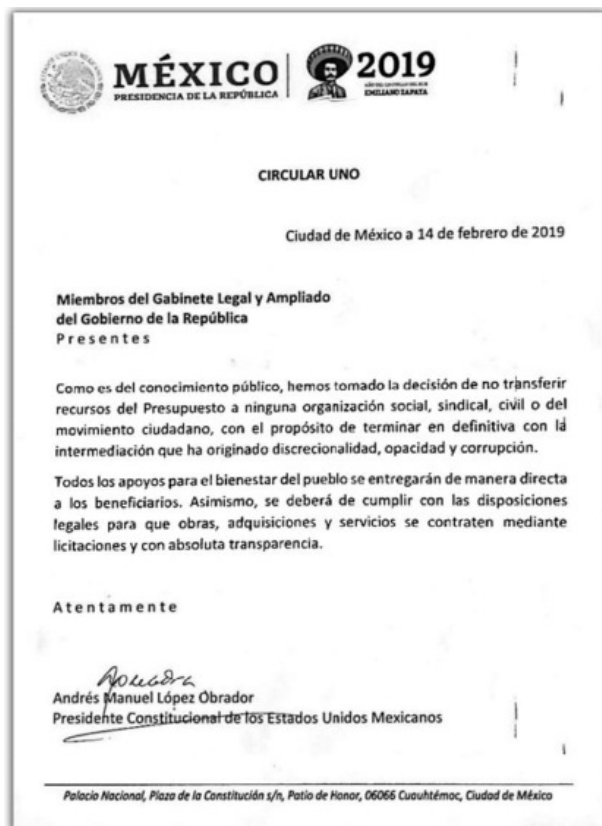 MÉXICO
PRESIDENCIA DE LA REPÚBLICA
2019
AÑO DEL CAUDILLO DEL SUR
EMILIANO ZAPATA
CIRCULAR UNO
Ciudad de México a 14 de febrero de 2019
Miembros del Gabinete Legal y Ampliado
del Gobierno de la República
Presentes
Como es del conocimiento público, hemos tomado la decisión de no transferir
recursos del Presupuesto a ninguna organización social, sindical, civil o del
movimiento ciudadano, con el propósito de terminar en definitiva con la
intermediación que ha originado discrecionalidad, opacidad y corrupción.
Todos los apoyos para el bienestar del pueblo se entregarán de manera directa
a los beneficiarios. Asimismo, se deberá de cumplir con las disposiciones
legales para que obras, adquisiciones y servicios se contraten mediante
licitaciones y con absoluta transparencia.
Atentamente
Andrés Manuel López Obrador
Presidente Constitucional de los Estados Unidos Mexicanos
Palacio Nacional, Plaza de la Constitución s/n, Patio de Honor, 06066 Cuauhtémoc, Ciudad de México